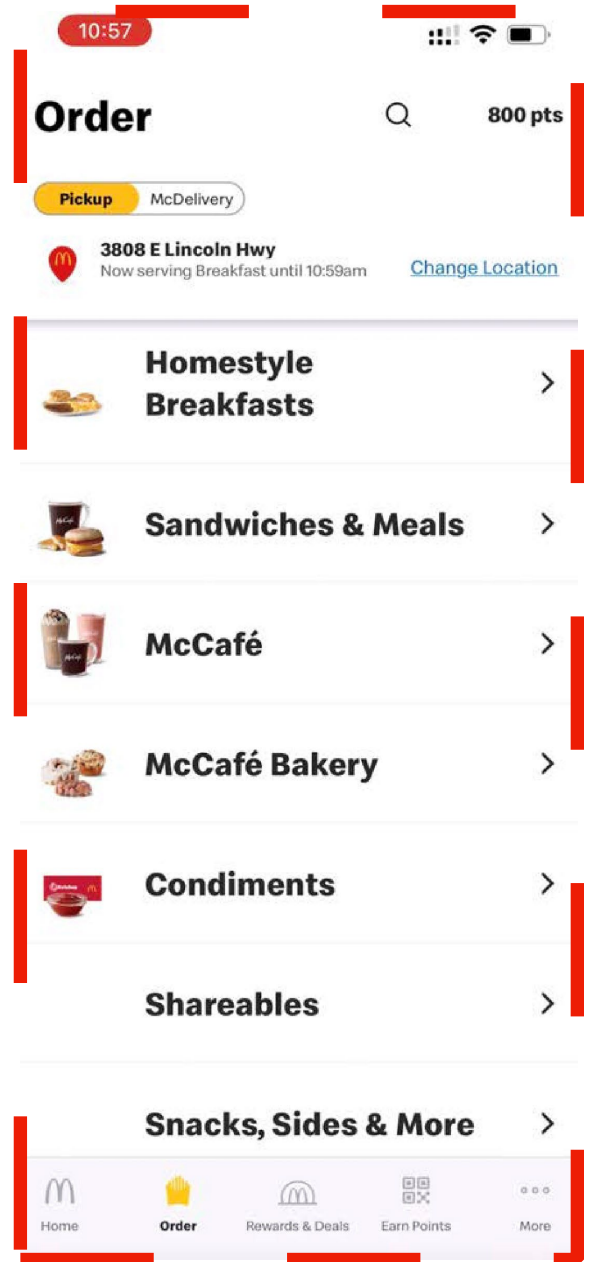 10:57
Order
800 pts
Pickup
McDelivery
3808 E Lincoln Hwy
Now serving Breakfast until 10:59am
Change Location
Homestyle
Breakfasts
Sandwiches & Meals
McCafé
McCafé Bakery
Condiments
Shareables
Snacks, Sides & More
Home
Order
Rewards & Deals
Earn Points
More